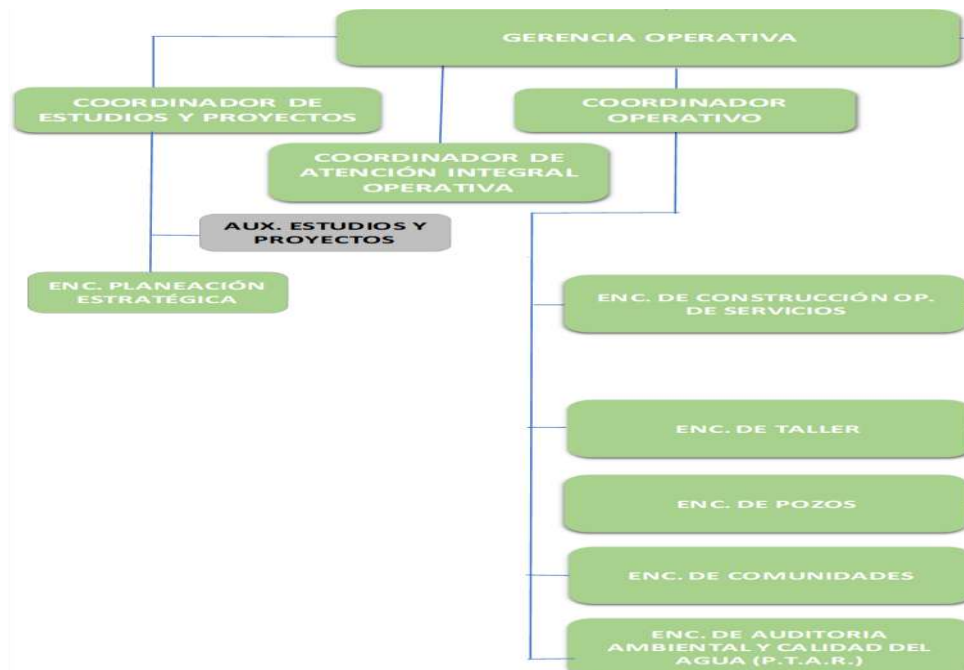 GERENCIA OPERATIVA
COORDINADOR DE
ESTUDIOS Y PROYECTOS
COORDINADOR
OPERATIVO
COORDINADOR DE
ATENCIÓN INTEGRAL
OPERATIVA
AUX. ESTUDIOS Y
PROYECTOS
ENC. PLANEACIÓN
ESTRATÉGICA
ENC. DE CONSTRUCCIÓN OP.
DE SERVICIOS
ENC. DE TALLER
ENC. DE POZOS
ENC. DE COMUNIDADES
ENC. DE AUDITORIA
AMBIENTAL Y CALIDAD DEL
AGUA (P.T.A.R.)